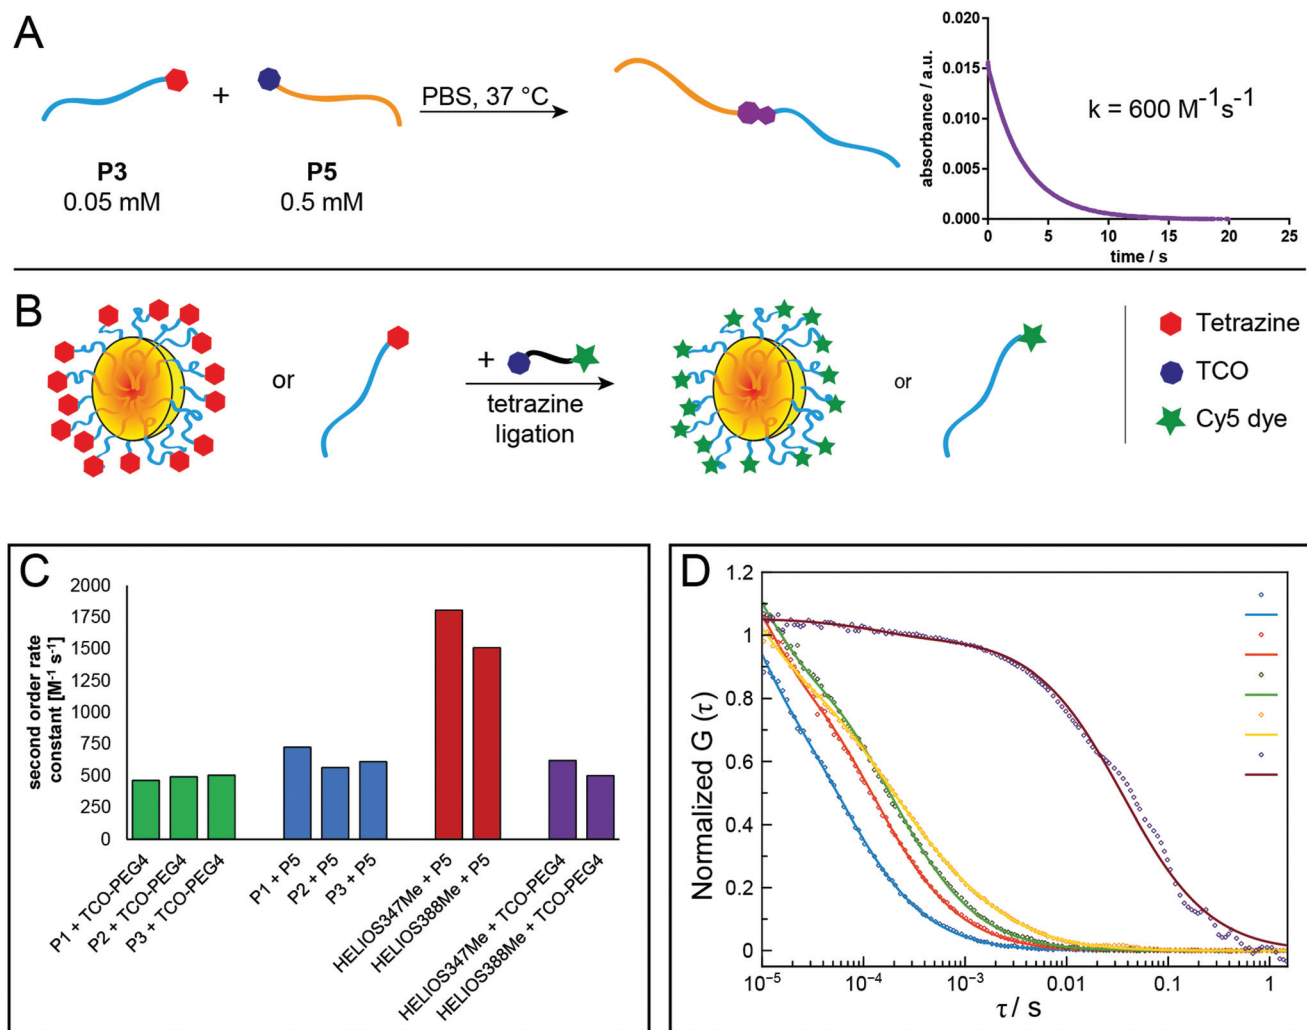 A
P3
0.05 mM
+
P5
0.5 mM
PBS, 37 °C
absorbance / a.u.
0.020
0.015
0.010
0.005
0.000
0 5 10 15 20 25
time / s
k = 600 M⁻¹s⁻¹
B
or
+
tetrazine
ligation
or
Tetrazine
TCO
Cy5 dye
C
second order rate
constant [M⁻¹ s⁻¹]
2000
1750
1500
1250
1000
750
500
250
0
P1 + TCO-PEG4
P2 + TCO-PEG4
P3 + TCO-PEG4
P1 + P5
P2 + P5
P3 + P5
HELIOS347Me + P5
HELIOS388Me + P5
HELIOS347Me + TCO-PEG4
HELIOS388Me + TCO-PEG4
D
Normalized G (τ)
1.2
1
0.8
0.6
0.4
0.2
0
10⁻⁵ 10⁻⁴ 10⁻³ 0.01 0.1 1
τ / s